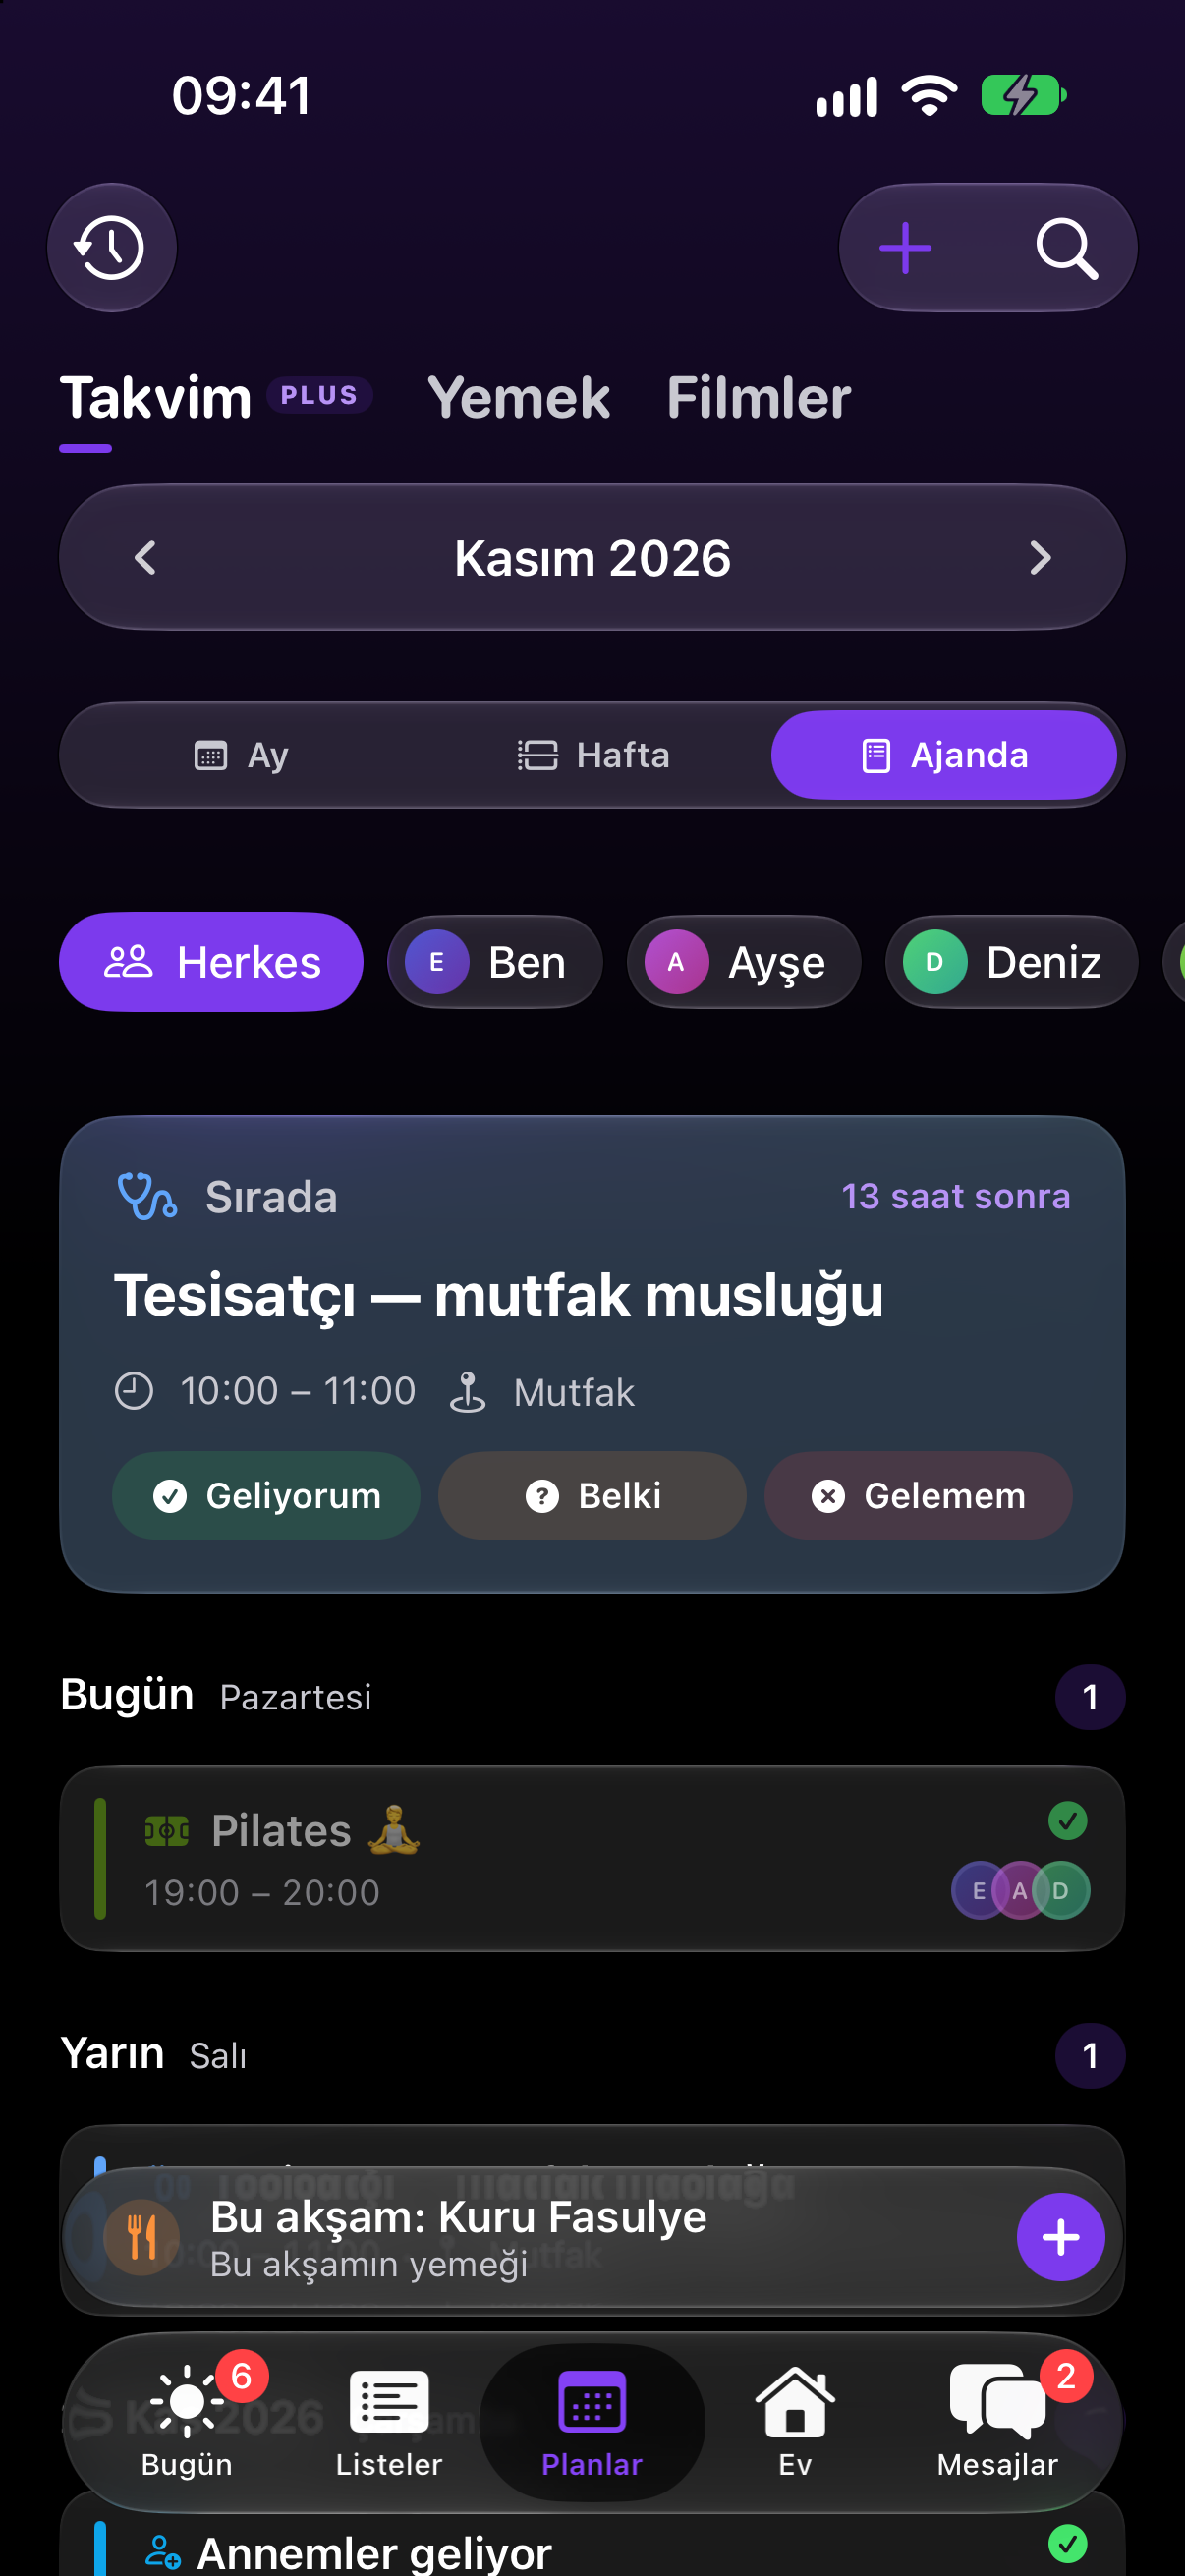 09:41
Takvim PLUS Yemek Filmler
Kasım 2026
Ay Hafta Ajanda
Herkes E Ben A Ayşe D Deniz
Sırada 13 saat sonra
Tesisatçı — mutfak musluğu
10:00 – 11:00 Mutfak
Geliyorum Belki Gelemem
Bugün Pazartesi 1
Pilates
19:00 – 20:00 E A D
Yarın Salı 1
Bu akşam: Kuru Fasulye
Bu akşamın yemeği
6 2
Bugün Listeler Planlar Ev Mesajlar
Annemler geliyor